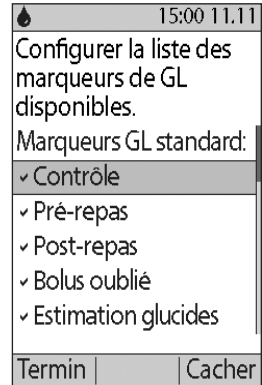 15:00 11.11
Configurer la liste des
marqueurs de GL
disponibles.
Marqueurs GL standard:
Contrôle
Pré-repas
Post-repas
Bolus oublié
Estimation glucides
Termin
Cacher